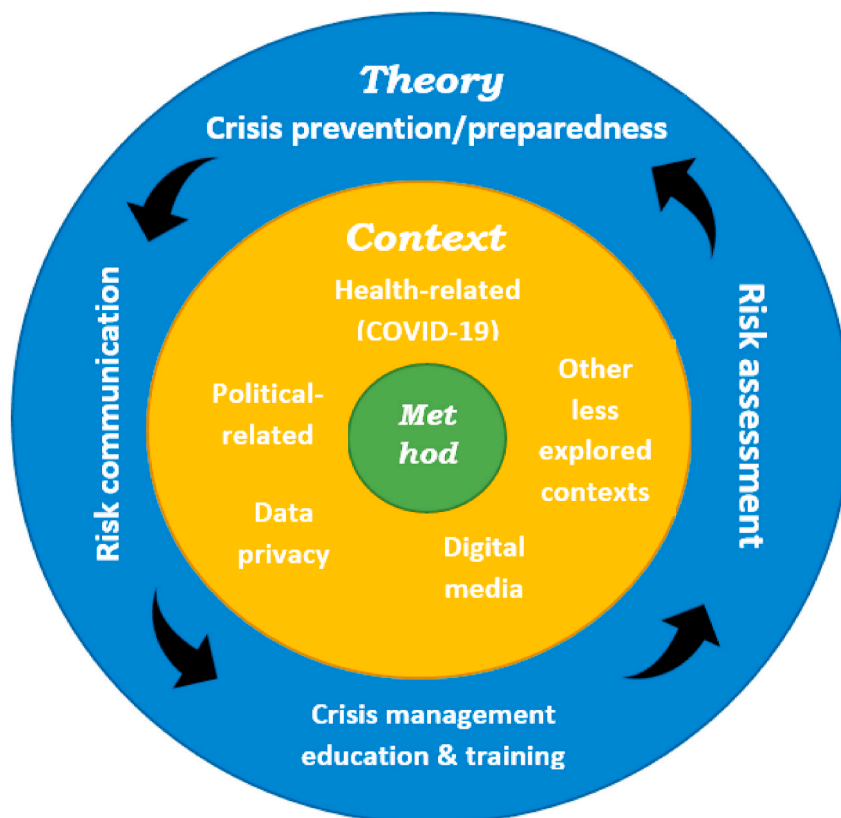 Theory
Crisis prevention/preparedness
Context
Health-related
(COVID-19)
Risk communication
Political-
related
Met
hod
Other
less
explored
contexts
Risk assessment
Data
privacy
Digital
media
Crisis management
education & training